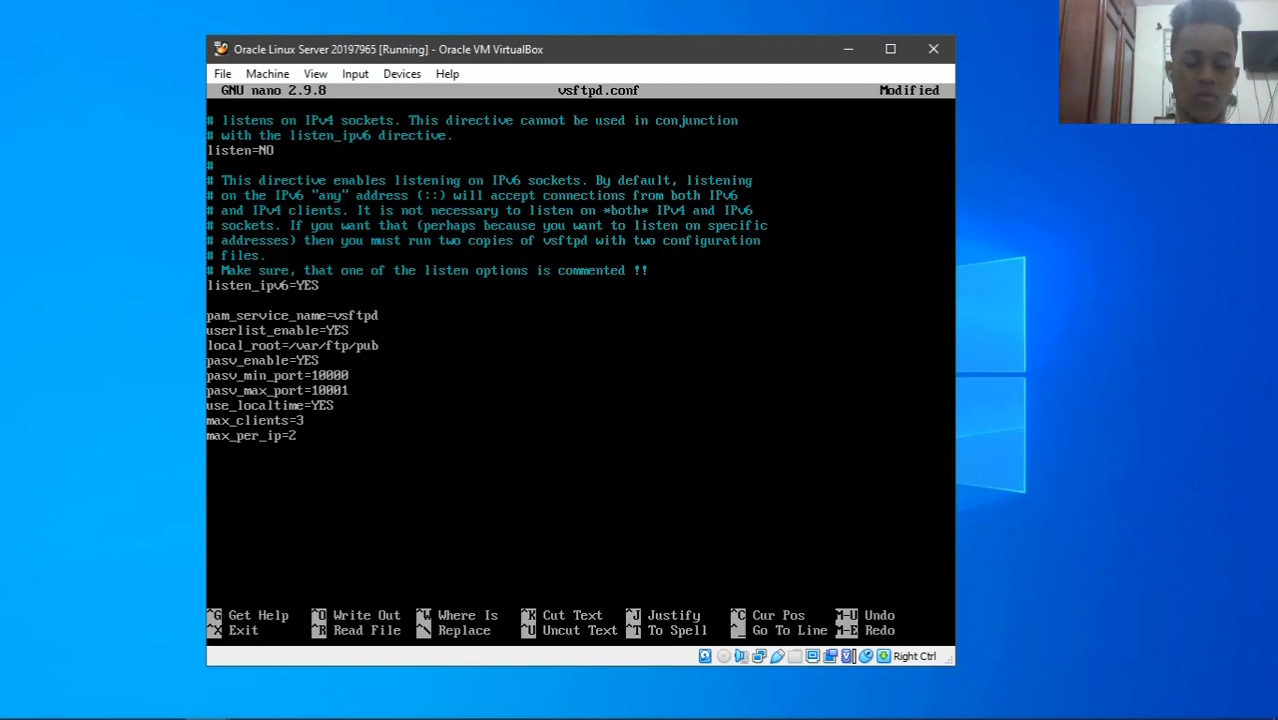 Oracle Linux Server 20197965 [Running] - Oracle VM VirtualBox
File Machine View Input Devices Help
GNU nano 2.9.8 vsftpd.conf Modified
# listens on IPv4 sockets. This directive cannot be used in conjunction
# with the listen_ipv6 directive.
listen=NO
#
# This directive enables listening on IPv6 sockets. By default, listening
# on the IPv6 "any" address (::) will accept connections from both IPv6
# and IPv4 clients. It is not necessary to listen on *both* IPv4 and IPv6
# sockets. If you want that (perhaps because you want to listen on specific
# addresses) then you must run two copies of vsftpd with two configuration
# files.
# Make sure, that one of the listen options is commented !!
listen_ipv6=YES
pam_service_name=vsftpd
userlist_enable=YES
local_root=/var/ftp/pub
pasv_enable=YES
pasv_min_port=10000
pasv_max_port=10001
use_localtime=YES
max_clients=3
max_per_ip=2
^G Get Help ^O Write Out ^W Where Is ^K Cut Text ^J Justify ^C Cur Pos M-U Undo
^X Exit ^R Read File ^\ Replace ^U Uncut Text ^T To Spell ^_ Go To Line M-E Redo
Right Ctrl